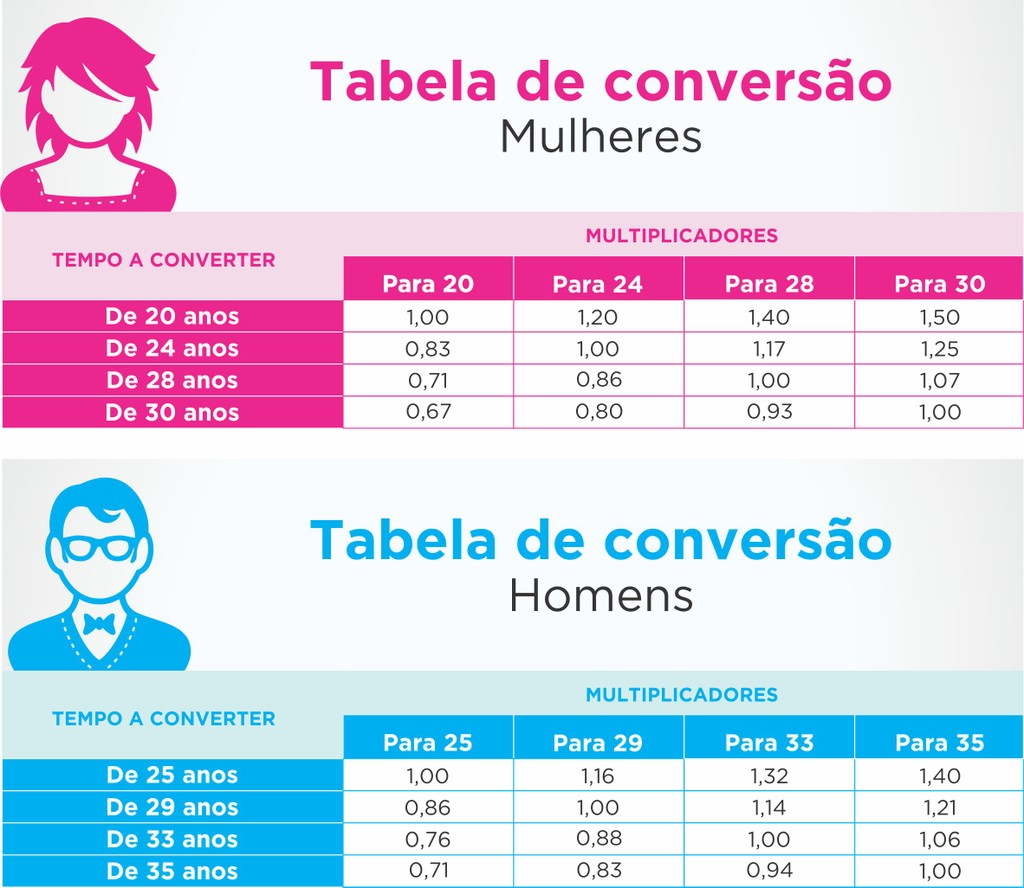 Tabela de conversão
Mulheres
TEMPO A CONVERTER
MULTIPLICADORES
Para 20 Para 24 Para 28 Para 30
De 20 anos 1,00 1,20 1,40 1,50
De 24 anos 0,83 1,00 1,17 1,25
De 28 anos 0,71 0,86 1,00 1,07
De 30 anos 0,67 0,80 0,93 1,00
Tabela de conversão
Homens
TEMPO A CONVERTER
MULTIPLICADORES
Para 25 Para 29 Para 33 Para 35
De 25 anos 1,00 1,16 1,32 1,40
De 29 anos 0,86 1,00 1,14 1,21
De 33 anos 0,76 0,88 1,00 1,06
De 35 anos 0,71 0,83 0,94 1,00